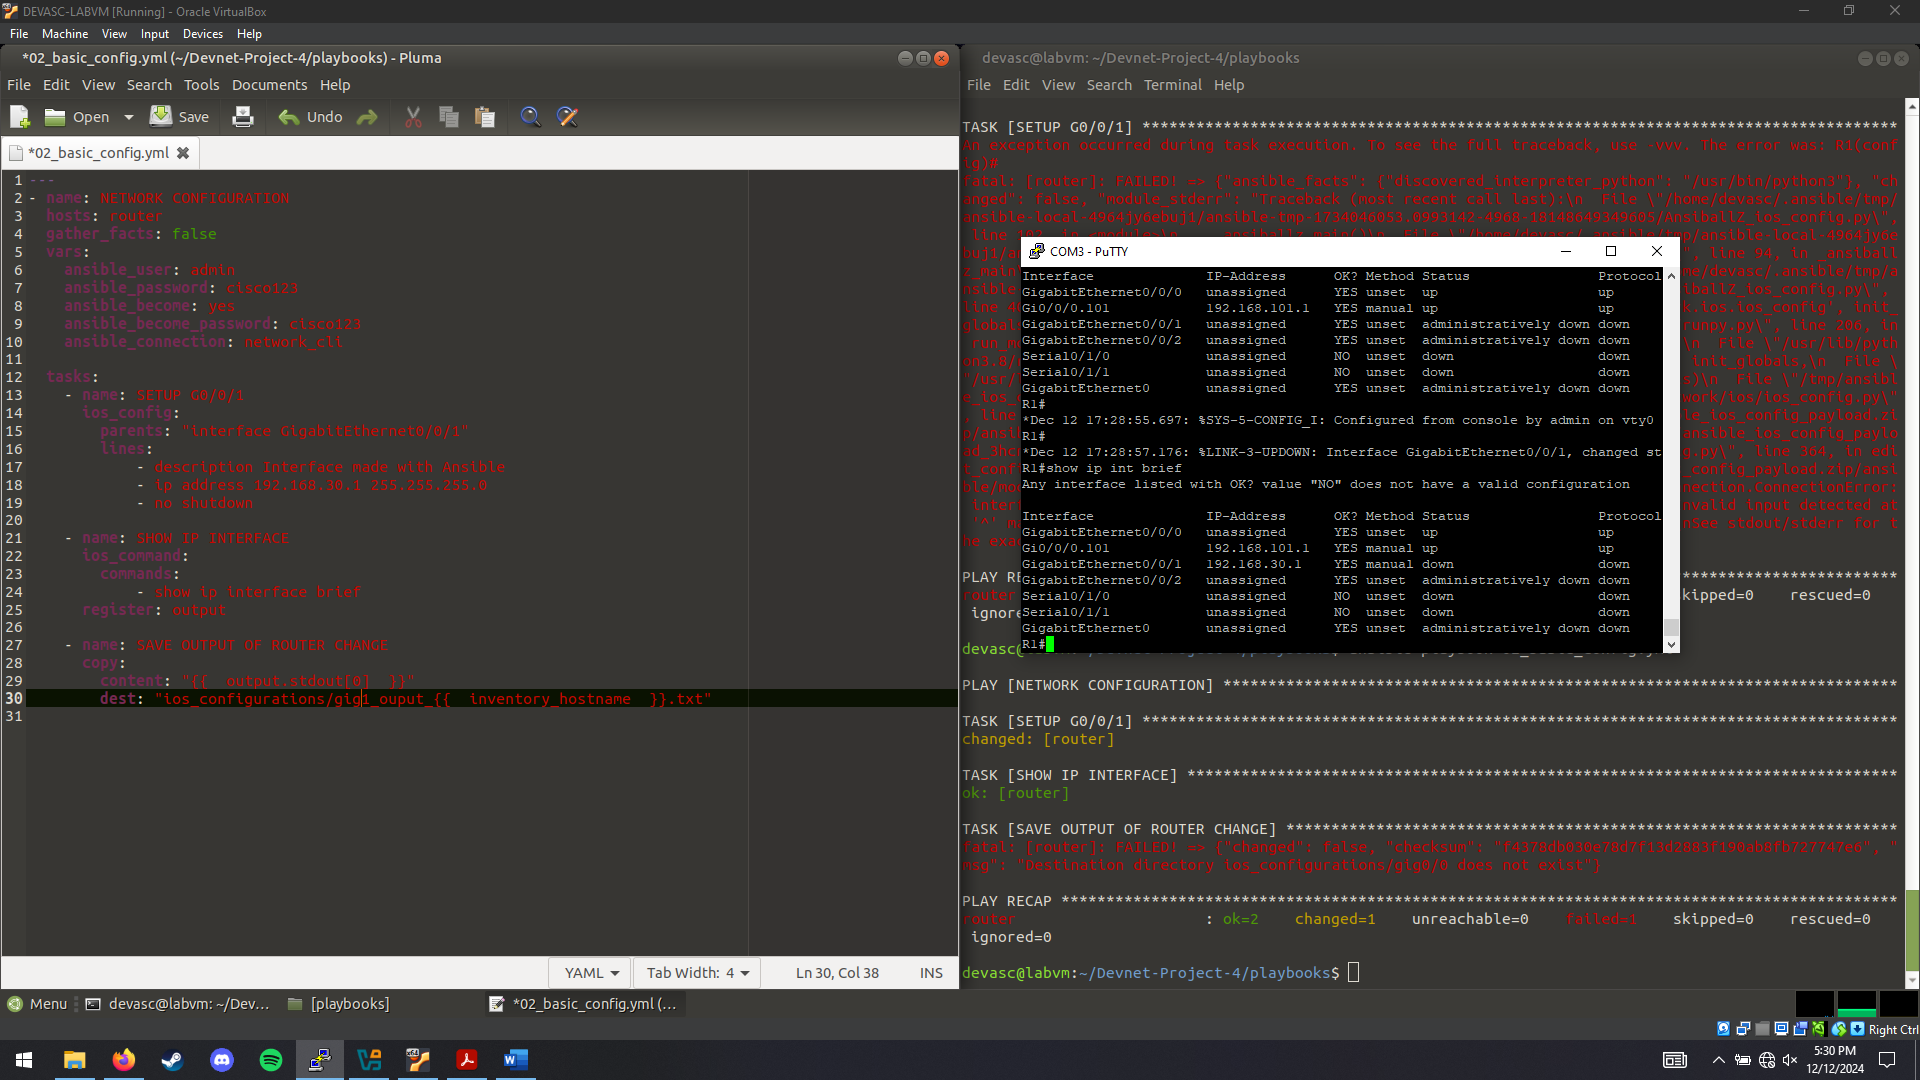 DEVASC-LABVM [Running] - Oracle VirtualBox
File Machine View Input Devices Help
*02_basic_config.yml (~/Devnet-Project-4/playbooks) - Pluma
File Edit View Search Tools Documents Help
Open Save Undo
*02_basic_config.yml
1 ---
2 - name: NETWORK CONFIGURATION
3 hosts: router
4 gather_facts: false
5 vars:
6 ansible_user: admin
7 ansible_password: cisco123
8 ansible_become: yes
9 ansible_become_password: cisco123
10 ansible_connection: network_cli
11
12 tasks:
13 - name: SETUP G0/0/1
14 ios_config:
15 parents: "interface GigabitEthernet0/0/1"
16 lines:
17 - description Interface made with Ansible
18 - ip address 192.168.30.1 255.255.255.0
19 - no shutdown
20
21 - name: SHOW IP INTERFACE
22 ios_command:
23 commands:
24 - show ip interface brief
25 register: output
26
27 - name: SAVE OUTPUT OF ROUTER CHANGE
28 copy:
29 content: "{{ output.stdout[0] }}"
30 dest: "ios_configurations/gig1_ouput_{{ inventory_hostname }}.txt"
31
YAML Tab Width: 4 Ln 30, Col 38 INS
devasc@labvm: ~/Devnet-Project-4/playbooks
File Edit View Search Terminal Help
TASK [SETUP G0/0/1] ************************************************************************************
An exception occurred during task execution. To see the full traceback, use -vvv. The error was: R1(conf
ig)#
fatal: [router]: FAILED! => {"ansible_facts": {"discovered_interpreter_python": "/usr/bin/python3"}, "ch
anged": false, "module_stderr": "Traceback (most recent call last):\n File \"/home/devasc/.ansible/tmp/
ansible-local-4964jy6ebuj1/ansible-tmp-1734046053.0993142-4968-18148649349605/AnsiballZ_ios_config.py\",
COM3 - PuTTY
Interface IP-Address OK? Method Status Protocol
GigabitEthernet0/0/0 unassigned YES unset up up
Gi0/0/0.101 192.168.101.1 YES manual up up
GigabitEthernet0/0/1 unassigned YES unset administratively down down
GigabitEthernet0/0/2 unassigned YES unset administratively down down
Serial0/1/0 unassigned NO unset down down
Serial0/1/1 unassigned NO unset down down
GigabitEthernet0 unassigned YES unset administratively down down
R1#
*Dec 12 17:28:55.697: %SYS-5-CONFIG_I: Configured from console by admin on vty0
R1#
*Dec 12 17:28:57.176: %LINK-3-UPDOWN: Interface GigabitEthernet0/0/1, changed st
R1#show ip int brief
Any interface listed with OK? value "NO" does not have a valid configuration
Interface IP-Address OK? Method Status Protocol
GigabitEthernet0/0/0 unassigned YES unset up up
Gi0/0/0.101 192.168.101.1 YES manual up up
GigabitEthernet0/0/1 192.168.30.1 YES manual down down
GigabitEthernet0/0/2 unassigned YES unset administratively down down
Serial0/1/0 unassigned NO unset down down
Serial0/1/1 unassigned NO unset down down
GigabitEthernet0 unassigned YES unset administratively down down
R1#
PLAY RE
router kipped=0 rescued=0
ignore
PLAY [NETWORK CONFIGURATION] ***************************************************************************
TASK [SETUP G0/0/1] ************************************************************************************
changed: [router]
TASK [SHOW IP INTERFACE] *******************************************************************************
ok: [router]
TASK [SAVE OUTPUT OF ROUTER CHANGE] ********************************************************************
fatal: [router]: FAILED! => {"changed": false, "checksum": "f4378db030e78d7f13d2883f190ab8fb727747e6", "
msg": "Destination directory ios_configurations/gig0/0 does not exist"}
PLAY RECAP *********************************************************************************************
router : ok=2 changed=1 unreachable=0 failed=1 skipped=0 rescued=0
ignored=0
devasc@labvm:~/Devnet-Project-4/playbooks$
Menu devasc@labvm: ~/Dev... [playbooks] *02_basic_config.yml (...
Right Ctrl
5:30 PM
12/12/2024